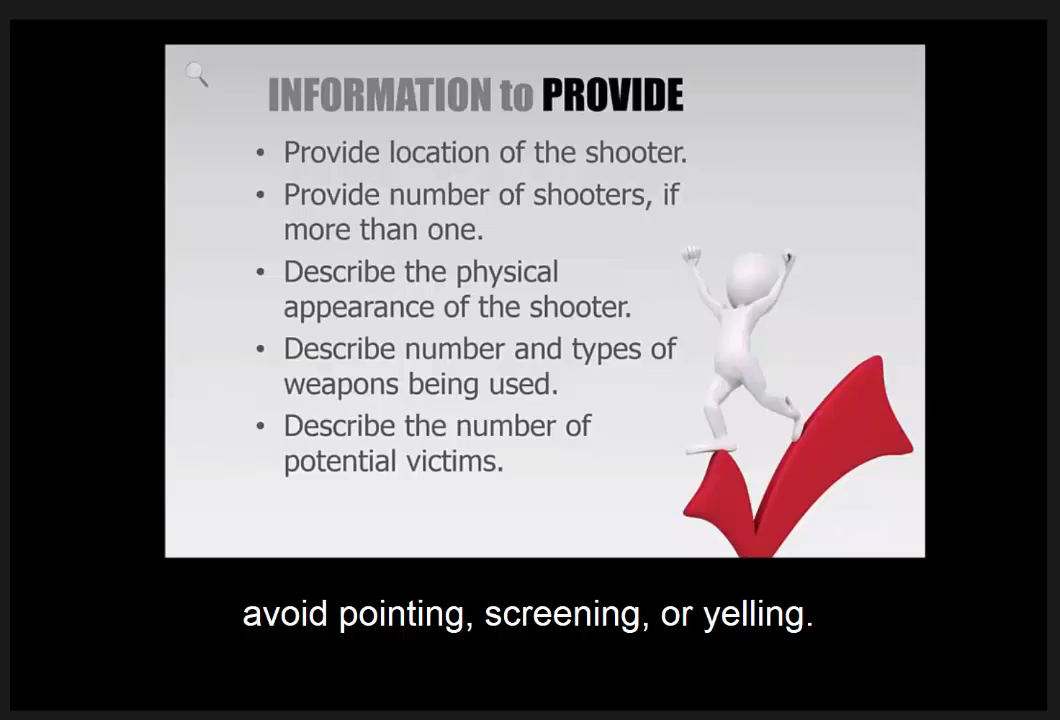 INFORMATION to PROVIDE
• Provide location of the shooter.
• Provide number of shooters, if
more than one.
• Describe the physical
appearance of the shooter.
• Describe number and types of
weapons being used.
• Describe the number of
potential victims.
avoid pointing, screening, or yelling.